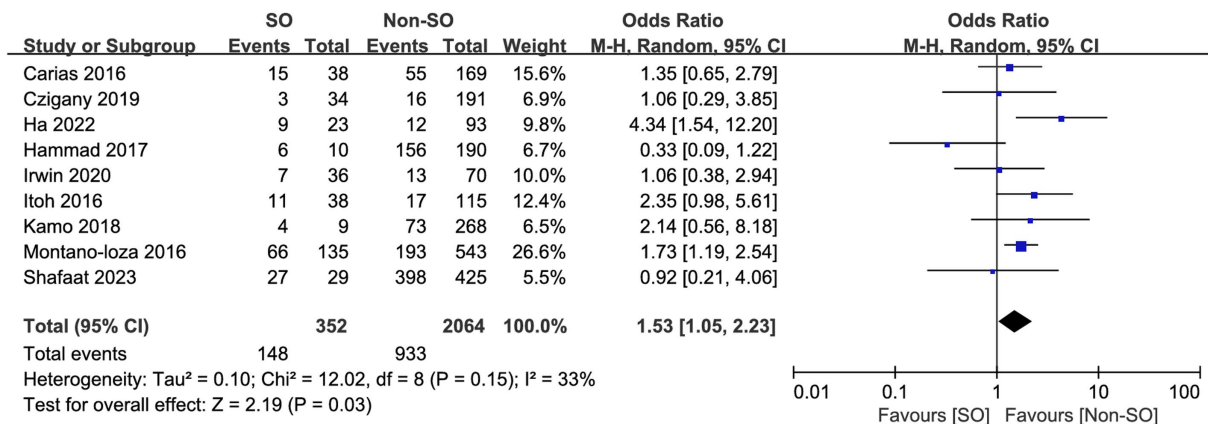 SO Non-SO Odds Ratio Odds Ratio
Study or Subgroup Events Total Events Total Weight M-H, Random, 95% CI M-H, Random, 95% CI
Carias 2016 15 38 55 169 15.6% 1.35 [0.65, 2.79]
Czigany 2019 3 34 16 191 6.9% 1.06 [0.29, 3.85]
Ha 2022 9 23 12 93 9.8% 4.34 [1.54, 12.20]
Hammad 2017 6 10 156 190 6.7% 0.33 [0.09, 1.22]
Irwin 2020 7 36 13 70 10.0% 1.06 [0.38, 2.94]
Itoh 2016 11 38 17 115 12.4% 2.35 [0.98, 5.61]
Kamo 2018 4 9 73 268 6.5% 2.14 [0.56, 8.18]
Montano-loza 2016 66 135 193 543 26.6% 1.73 [1.19, 2.54]
Shafaat 2023 27 29 398 425 5.5% 0.92 [0.21, 4.06]
Total (95% CI) 352 2064 100.0% 1.53 [1.05, 2.23]
Total events 148 933
Heterogeneity: Tau² = 0.10; Chi² = 12.02, df = 8 (P = 0.15); I² = 33%
Test for overall effect: Z = 2.19 (P = 0.03)
0.01 0.1 1 10 100
Favours [SO] Favours [Non-SO]